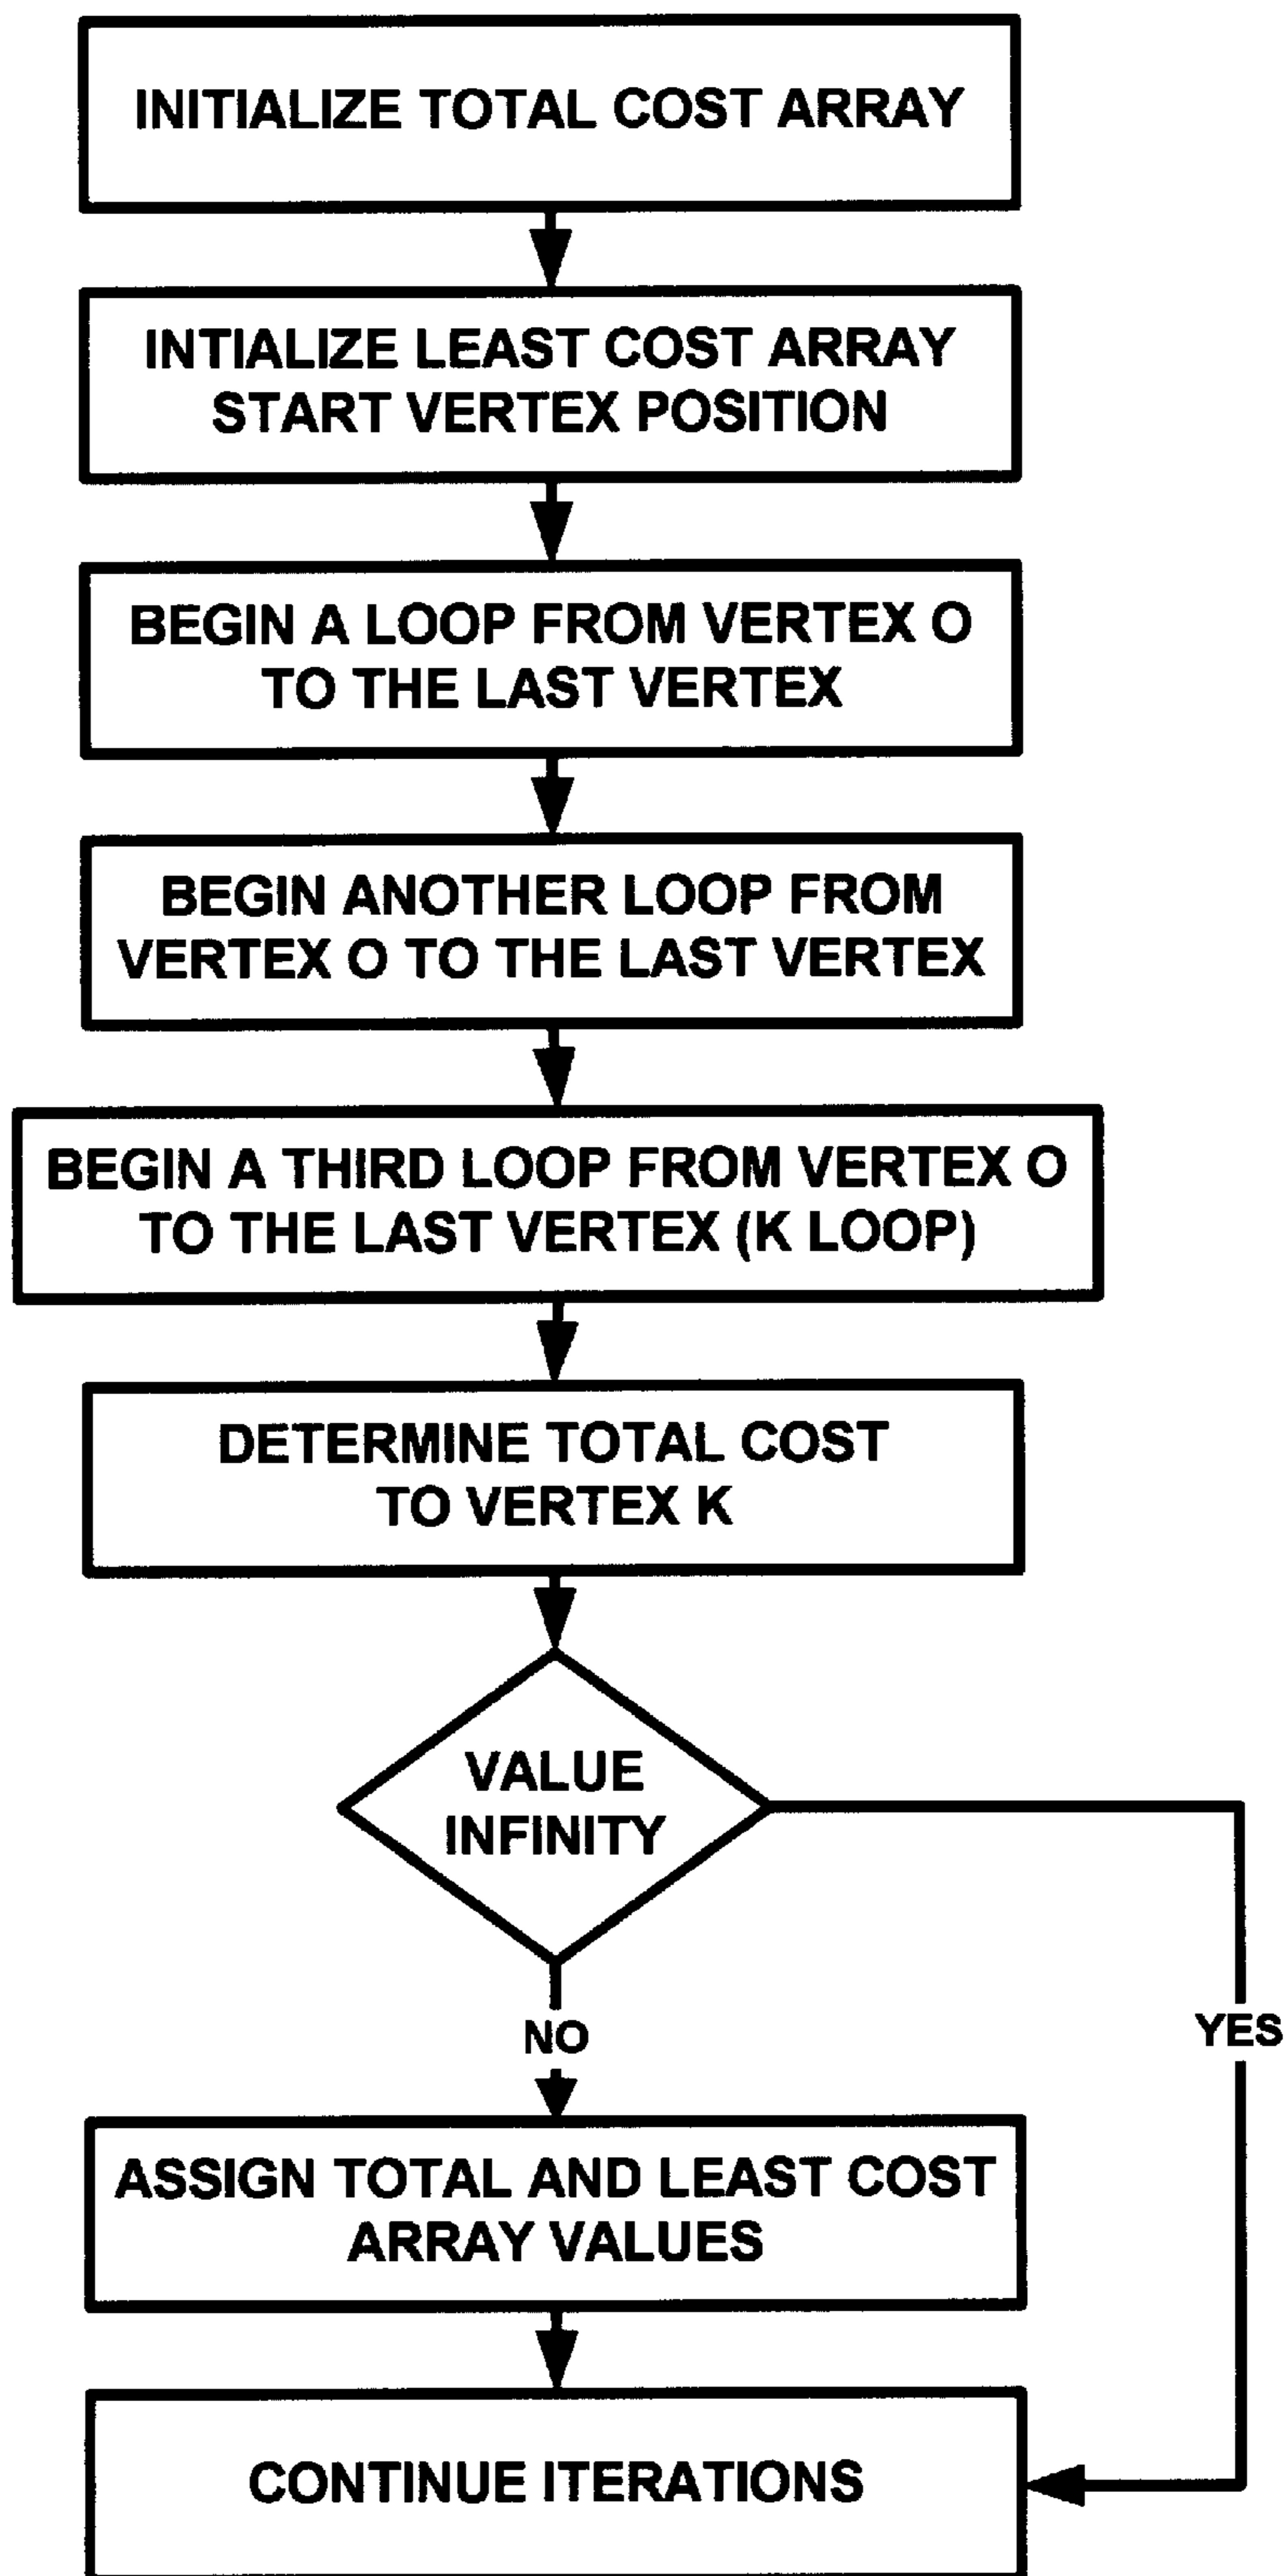 INITIALIZE TOTAL COST ARRAY
INTIALIZE LEAST COST ARRAY
START VERTEX POSITION
BEGIN A LOOP FROM VERTEX O
TO THE LAST VERTEX
BEGIN ANOTHER LOOP FROM
VERTEX O TO THE LAST VERTEX
BEGIN A THIRD LOOP FROM VERTEX O
TO THE LAST VERTEX (K LOOP)
DETERMINE TOTAL COST
TO VERTEX K
VALUE
INFINITY
NO
YES
ASSIGN TOTAL AND LEAST COST
ARRAY VALUES
CONTINUE ITERATIONS